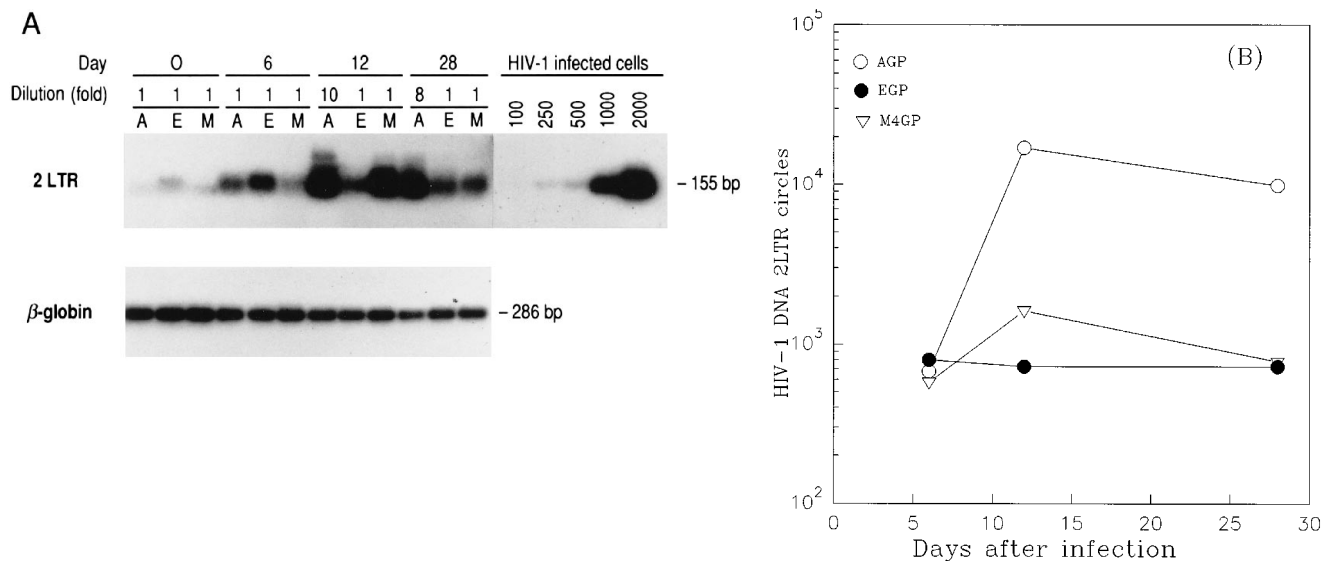 A
Day O 6 12 28 HIV-1 infected cells
Dilution (fold) 1 1 1 1 1 1 10 1 1 8 1 1 100 250 500 1000 2000
A E M A E M A E M A E M
2 LTR – 155 bp
β-globin – 286 bp
(B)
AGP
EGP
M4GP
HIV-1 DNA 2LTR circles
10^5
10^4
10^3
10^2
0 5 10 15 20 25 30
Days after infection